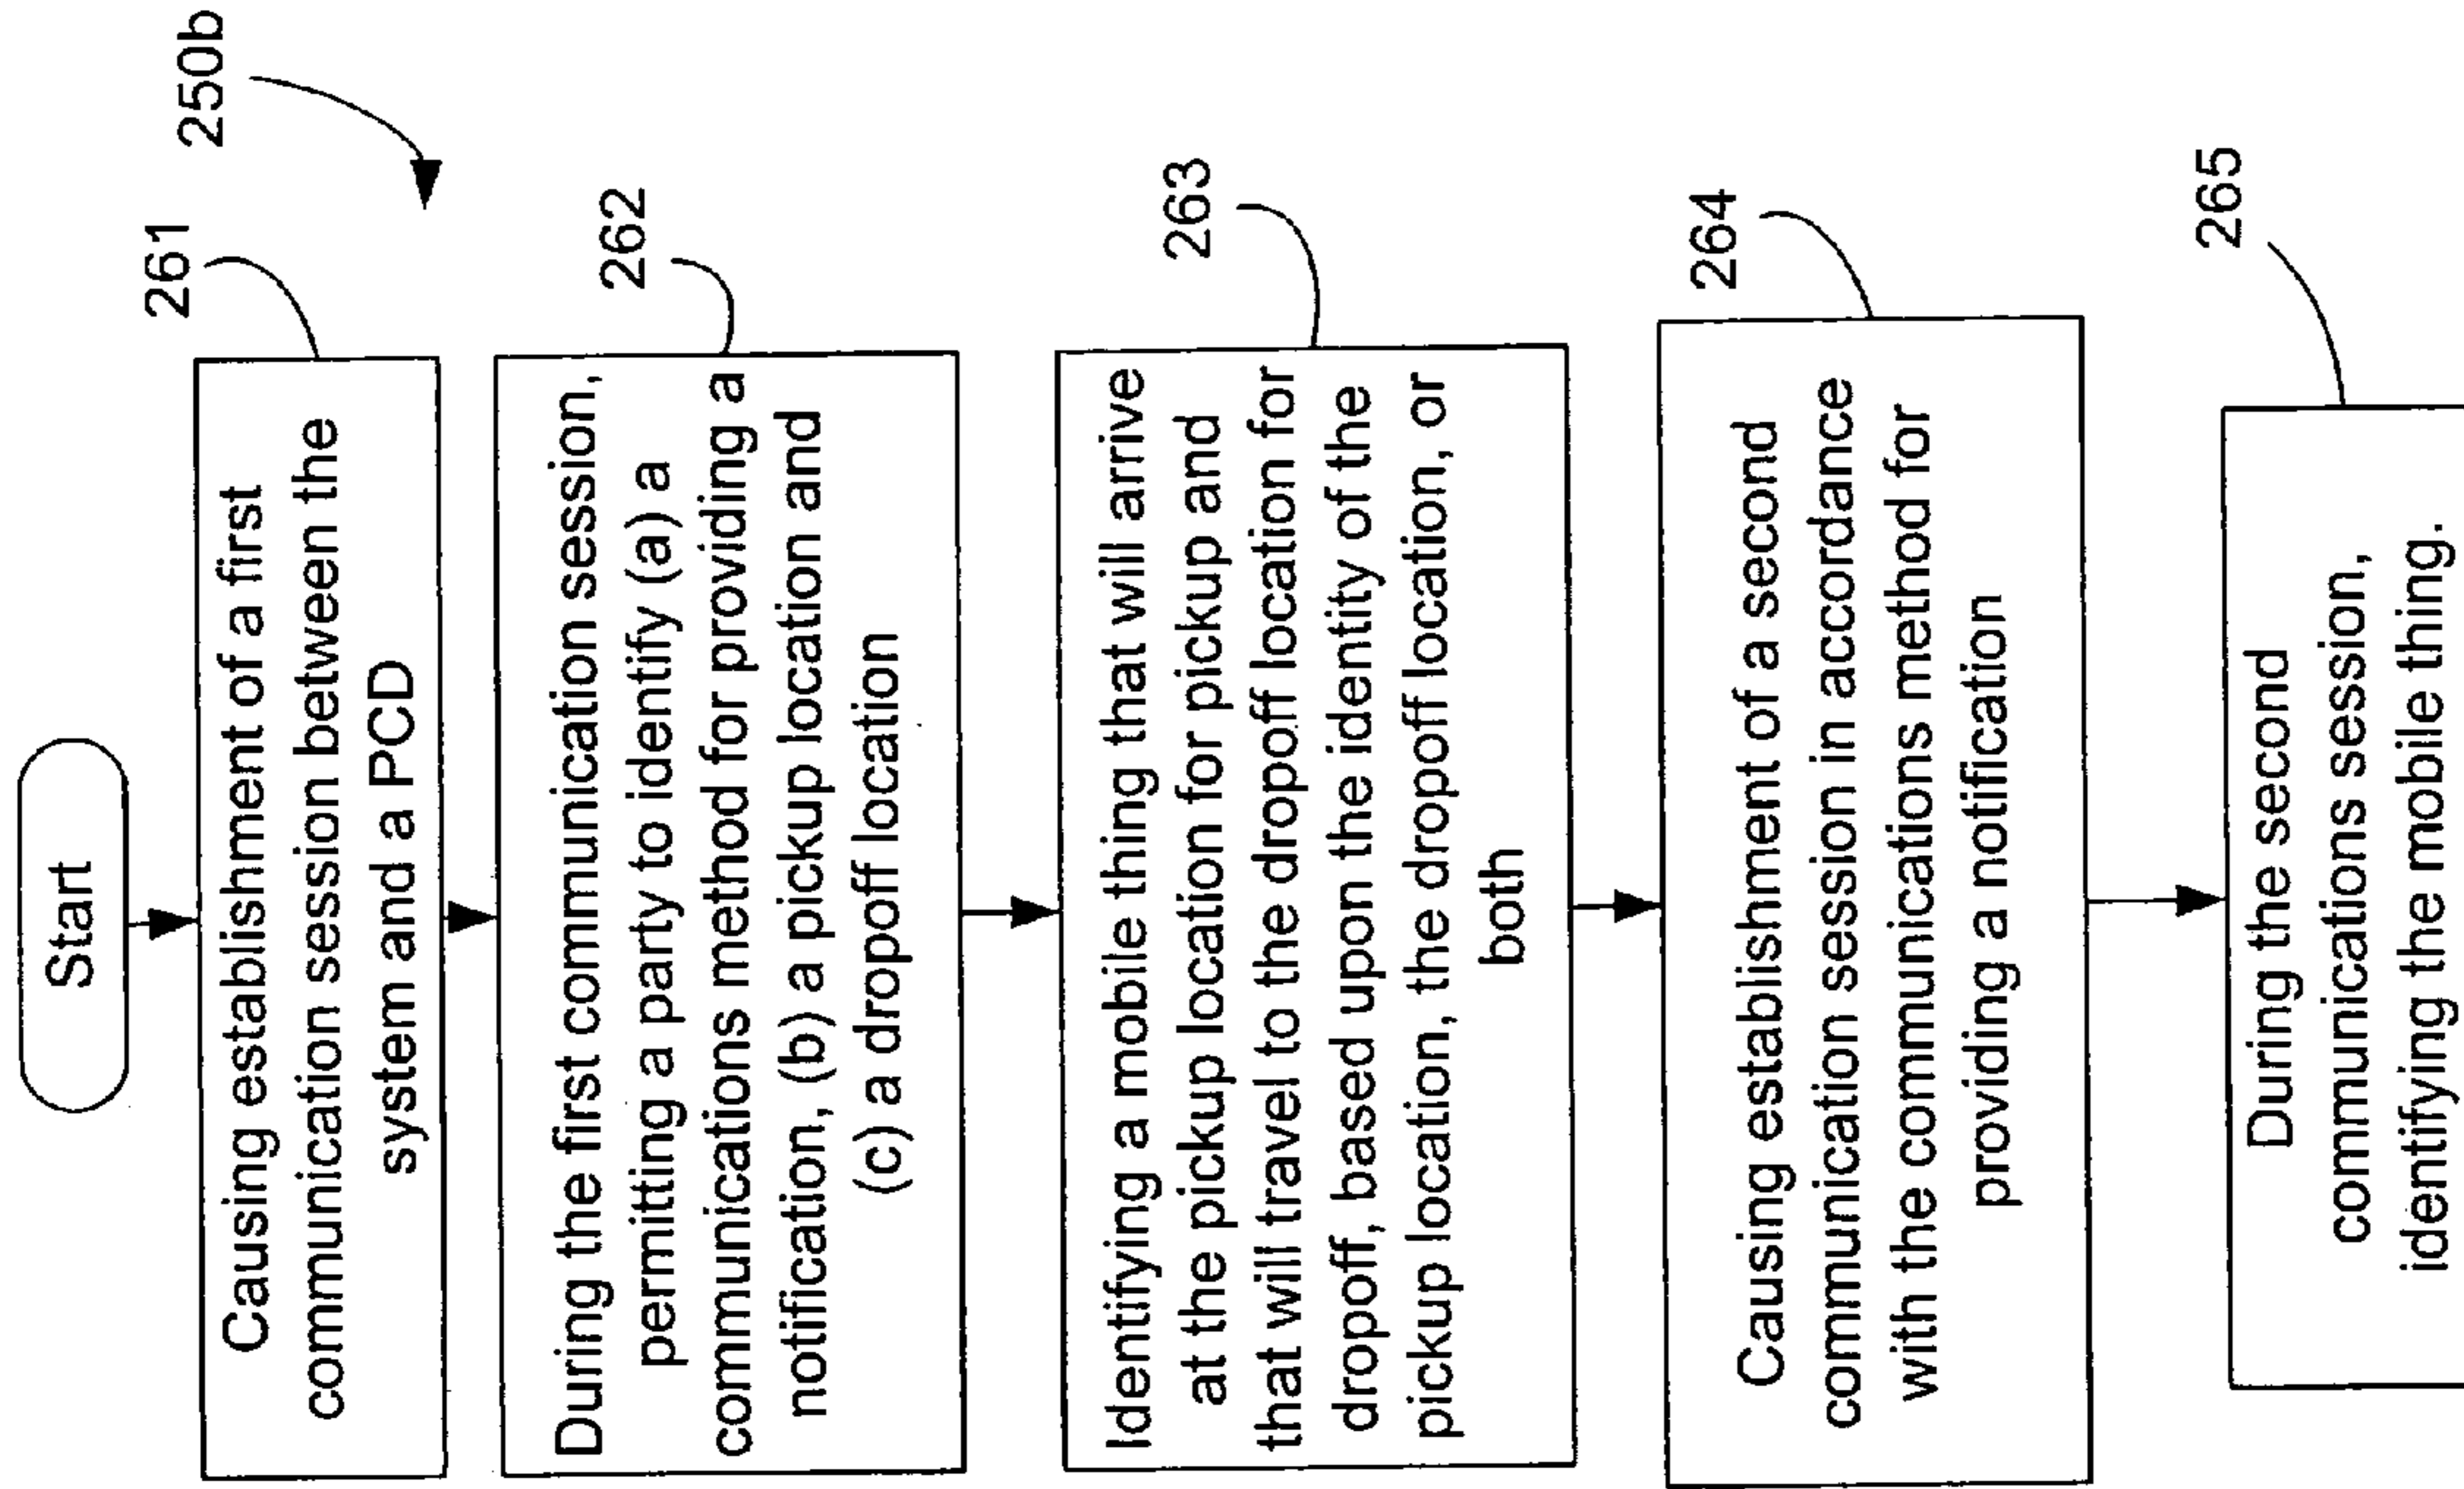 Start
250b
261
Causing establishment of a first
communication session between the
system and a PCD
262
During the first communication session,
permitting a party to identify (a) a
communications method for providing a
notification, (b) a pickup location and
(c) a dropoff location
263
Identifying a mobile thing that will arrive
at the pickup location for pickup and
that will travel to the dropoff location for
dropoff, based upon the identity of the
pickup location, the dropoff location, or
both
264
Causing establishment of a second
communication session in accordance
with the communications method for
providing a notification
265
During the second
communications session,
identifying the mobile thing.